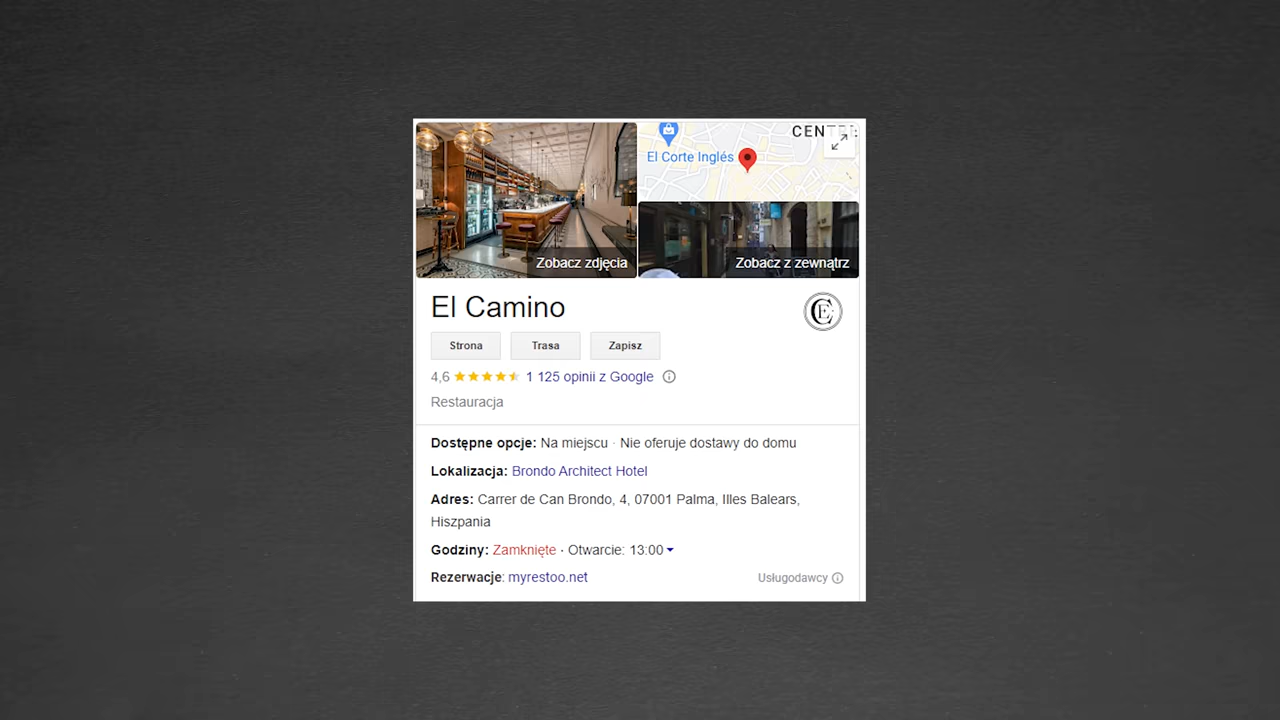 CENT
El Corte Inglés
Zobacz zdjęcia
Zobacz z zewnątrz
El Camino
CE
Strona
Trasa
Zapisz
4,6 1 125 opinii z Google
Restauracja
Dostępne opcje: Na miejscu · Nie oferuje dostawy do domu
Lokalizacja: Brondo Architect Hotel
Adres: Carrer de Can Brondo, 4, 07001 Palma, Illes Balears,
Hiszpania
Godziny: Zamknięte · Otwarcie: 13:00
Rezerwacje: myrestoo.net
Usługodawcy